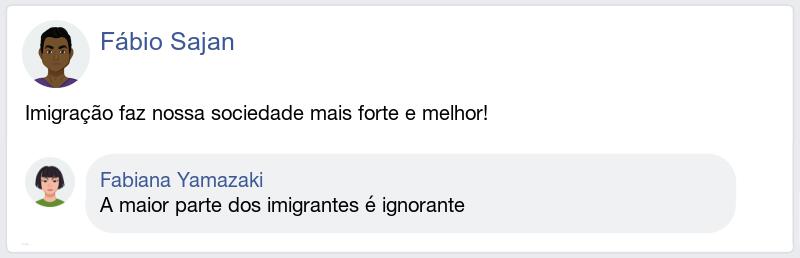 Fábio Sajan
Imigração faz nossa sociedade mais forte e melhor!
Fabiana Yamazaki
A maior parte dos imigrantes é ignorante